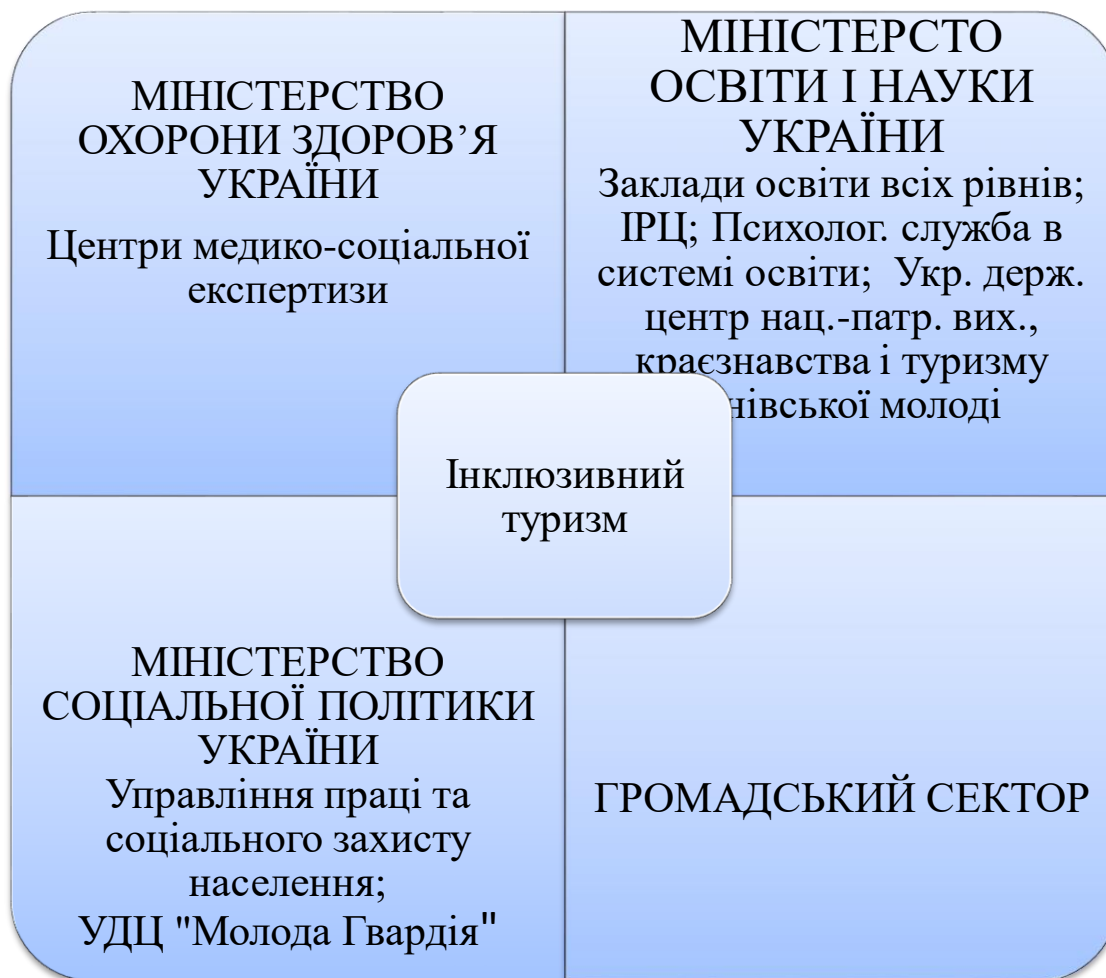 МІНІСТЕРСТВО
ОХОРОНИ ЗДОРОВ’Я
УКРАЇНИ
Центри медико-соціальної
експертизи
МІНІСТЕРСТО
ОСВІТИ І НАУКИ
УКРАЇНИ
Заклади освіти всіх рівнів;
ІРЦ; Психолог. служба в
системі освіти; Укр. держ.
центр нац.-патр. вих.,
краєзнавства і туризму
молоді
Інклюзивний
туризм
МІНІСТЕРСТВО
СОЦІАЛЬНОЇ ПОЛІТИКИ
УКРАЇНИ
Управління праці та
соціального захисту
населення;
УДЦ "Молода Гвардія"
ГРОМАДСЬКИЙ СЕКТОР